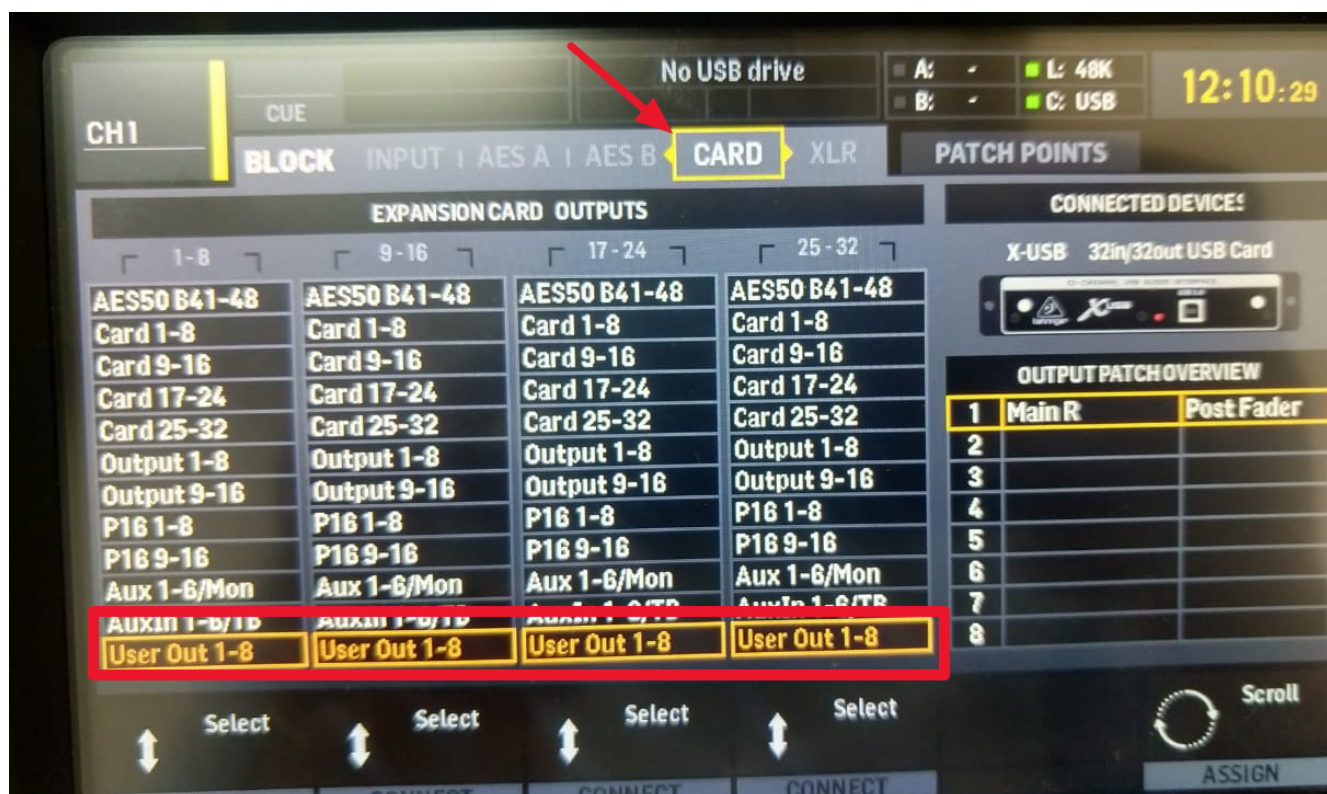 No USB drive
A: - L: 48K
B: - C: USB
12:10:29
CH1
CUE
BLOCK INPUT | AES A | AES B CARD XLR PATCH POINTS
EXPANSION CARD OUTPUTS
CONNECTED DEVICES
1-8 9-16 17-24 25-32
X-USB 32in/32out USB Card
AES50 B41-48 AES50 B41-48 AES50 B41-48 AES50 B41-48
Card 1-8 Card 1-8 Card 1-8 Card 1-8
Card 9-16 Card 9-16 Card 9-16 Card 9-16
Card 17-24 Card 17-24 Card 17-24 Card 17-24
Card 25-32 Card 25-32 Card 25-32 Card 25-32
Output 1-8 Output 1-8 Output 1-8 Output 1-8
Output 9-16 Output 9-16 Output 9-16 Output 9-16
P16 1-8 P16 1-8 P16 1-8 P16 1-8
P16 9-16 P16 9-16 P16 9-16 P16 9-16
Aux 1-6/Mon Aux 1-6/Mon Aux 1-6/Mon Aux 1-6/Mon
AuxIn 1-6/TB AuxIn 1-6/TB AuxIn 1-6/TB AuxIn 1-6/TB
User Out 1-8 User Out 1-8 User Out 1-8 User Out 1-8
behringer X-USB
OUTPUT PATCH OVERVIEW
1 Main R Post Fader
2
3
4
5
6
7
8
Select Select Select Select Scroll
CONNECT CONNECT CONNECT ASSIGN